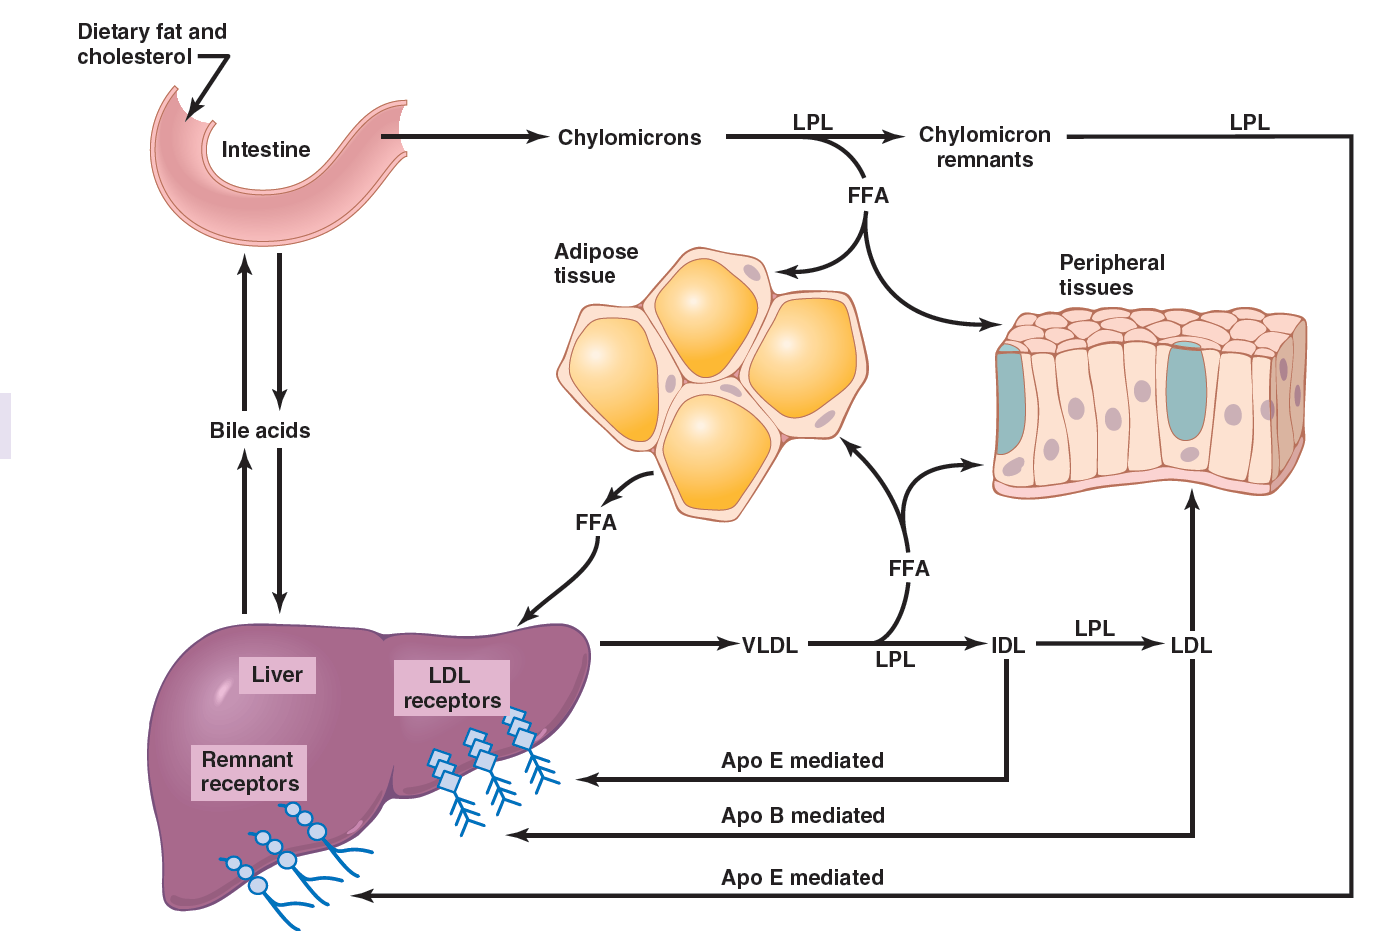 Dietary fat and
cholesterol
Intestine
Chylomicrons
LPL
Chylomicron
remnants
LPL
FFA
Adipose
tissue
Peripheral
tissues
Bile acids
FFA
FFA
VLDL
LPL
IDL
LPL
LDL
Liver
LDL
receptors
Remnant
receptors
Apo E mediated
Apo B mediated
Apo E mediated